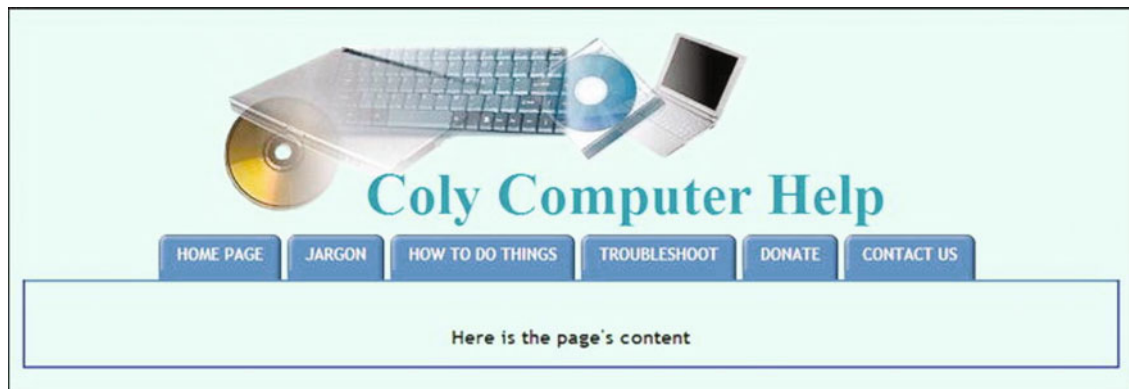 Coly Computer Help
HOME PAGE JARGON HOW TO DO THINGS TROUBLESHOOT DONATE CONTACT US
Here is the page's content